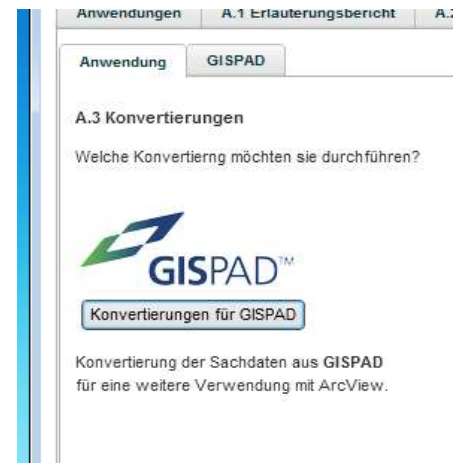 Anwendungen A.1 Erläuterungsbericht A.2
Anwendung GISPAD
A.3 Konvertierungen
Welche Konvertierng möchten sie durchführen?
GISPAD™
Konvertierungen für GISPAD
Konvertierung der Sachdaten aus GISPAD
für eine weitere Verwendung mit ArcView.